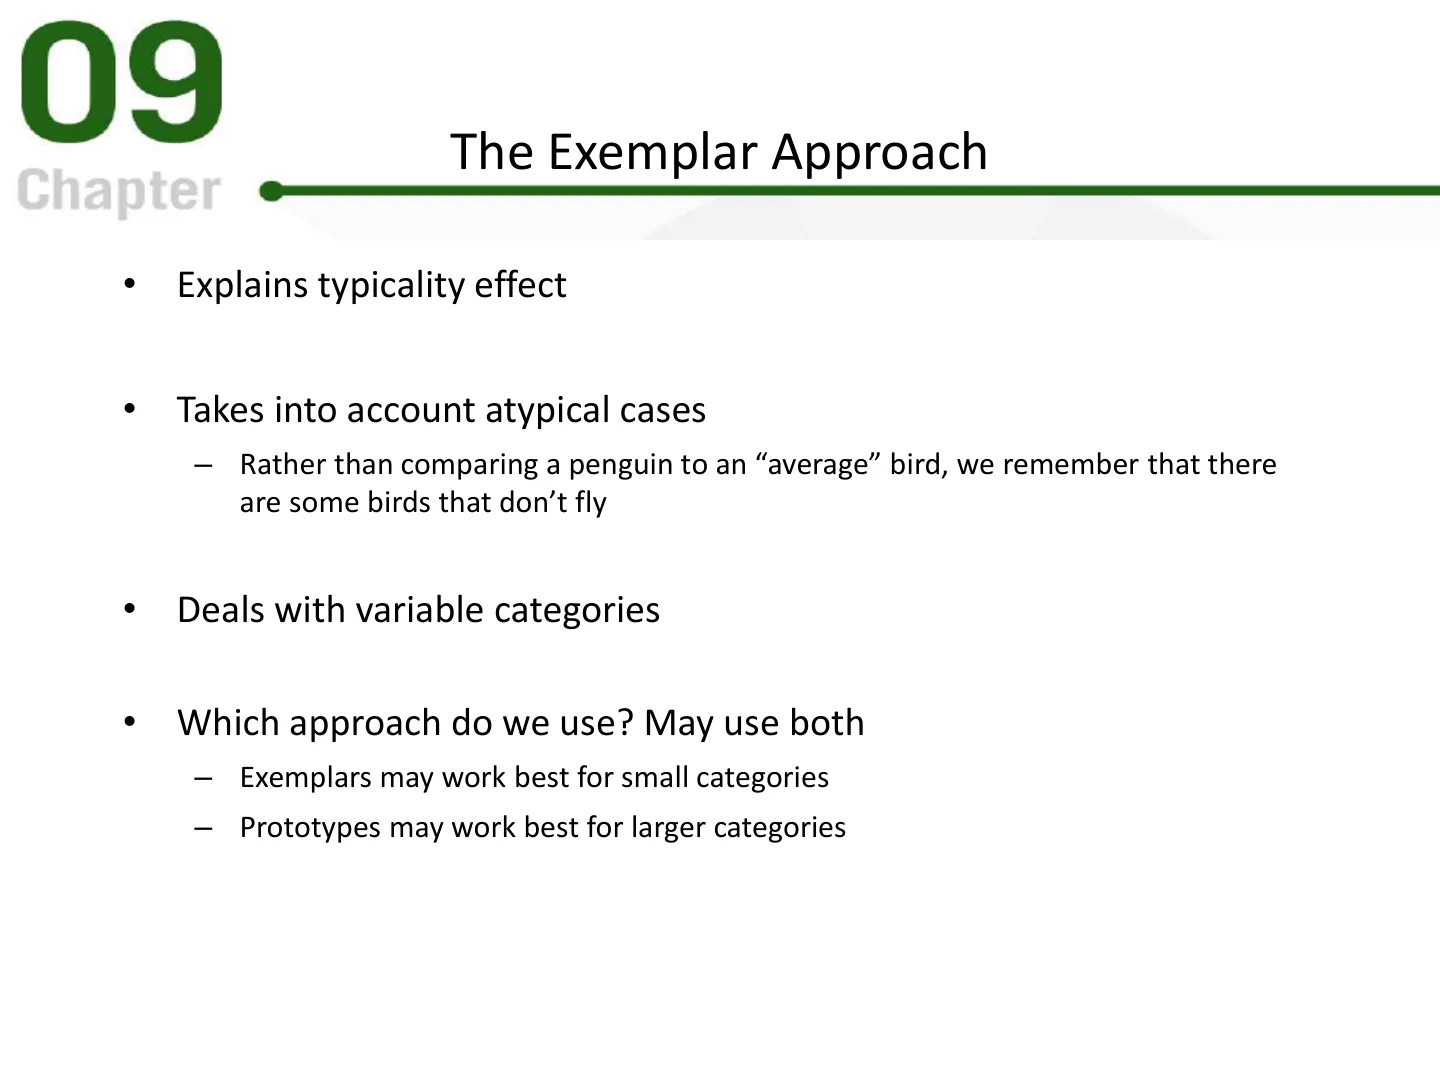 09
Chapter
The Exemplar Approach
• Explains typicality effect
• Takes into account atypical cases
– Rather than comparing a penguin to an “average” bird, we remember that there
are some birds that don’t fly
• Deals with variable categories
• Which approach do we use? May use both
– Exemplars may work best for small categories
– Prototypes may work best for larger categories